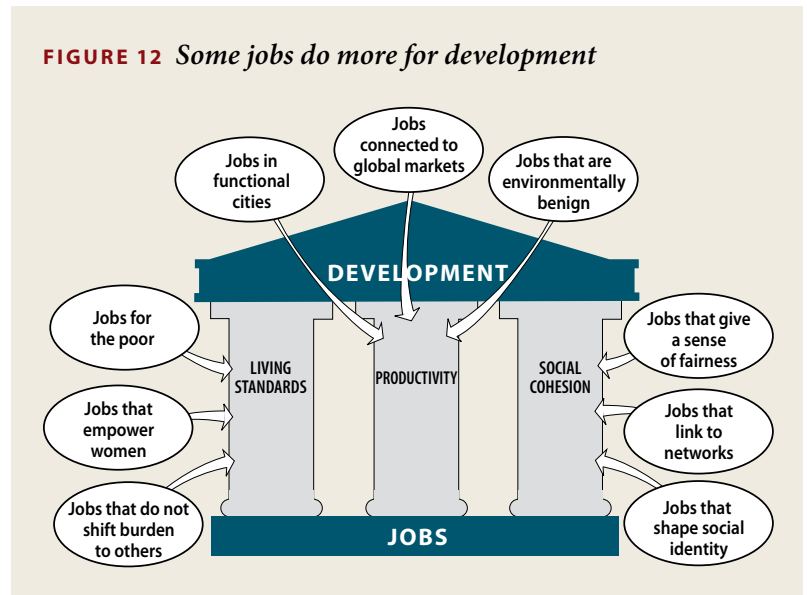 FIGURE 12 Some jobs do more for development
Jobs
connected to
global markets
Jobs in
functional
cities
Jobs that are
environmentally
benign
DEVELOPMENT
Jobs for
the poor
Jobs that
empower
women
Jobs that do not
shift burden
to others
LIVING
STANDARDS
PRODUCTIVITY
SOCIAL
COHESION
Jobs that give
a sense
of fairness
Jobs that
link to
networks
Jobs that
shape social
identity
JOBS